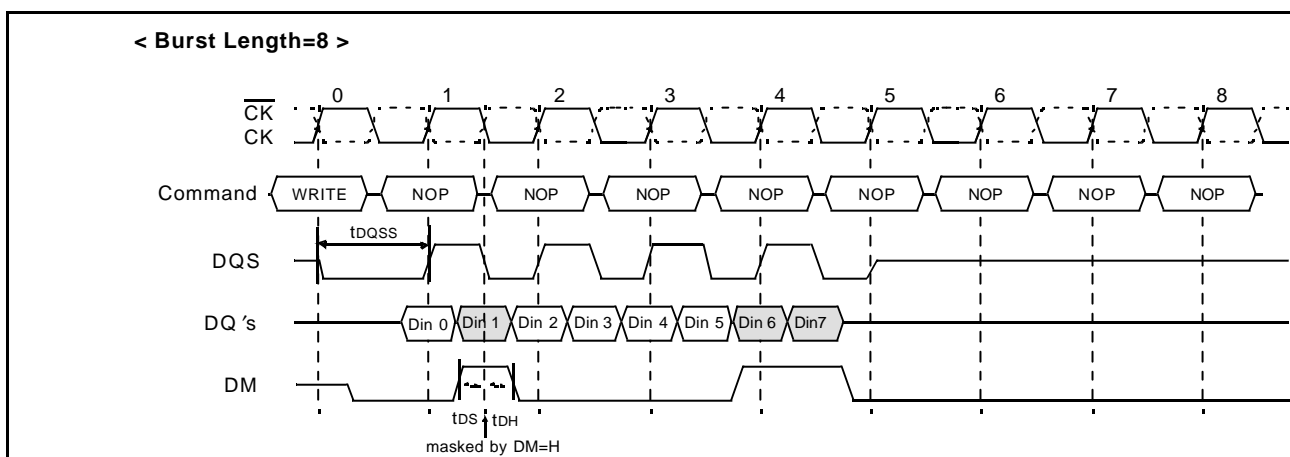 < Burst Length=8 >
0 1 2 3 4 5 6 7 8
CK
CK
Command WRITE NOP NOP NOP NOP NOP NOP NOP NOP
tDQSS
DQS
DQ ′s Din 0 Din 1 Din 2 Din 3 Din 4 Din 5 Din 6 Din7
DM
tDS tDH
masked by DM=H